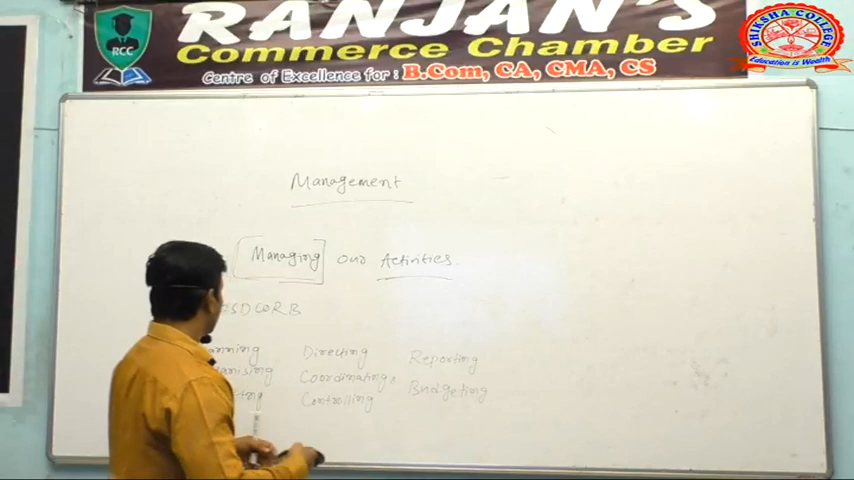 RANJAN'S
Commerce Chamber
Centre of Excellence for : B.Com, CA, CMA, CS
RCC
SHIKSHA COLLEGE
Education is Wealth
Management
Managing our Activities.
SDCORB
Directing Reporting
Coordinating Budgeting
Controlling